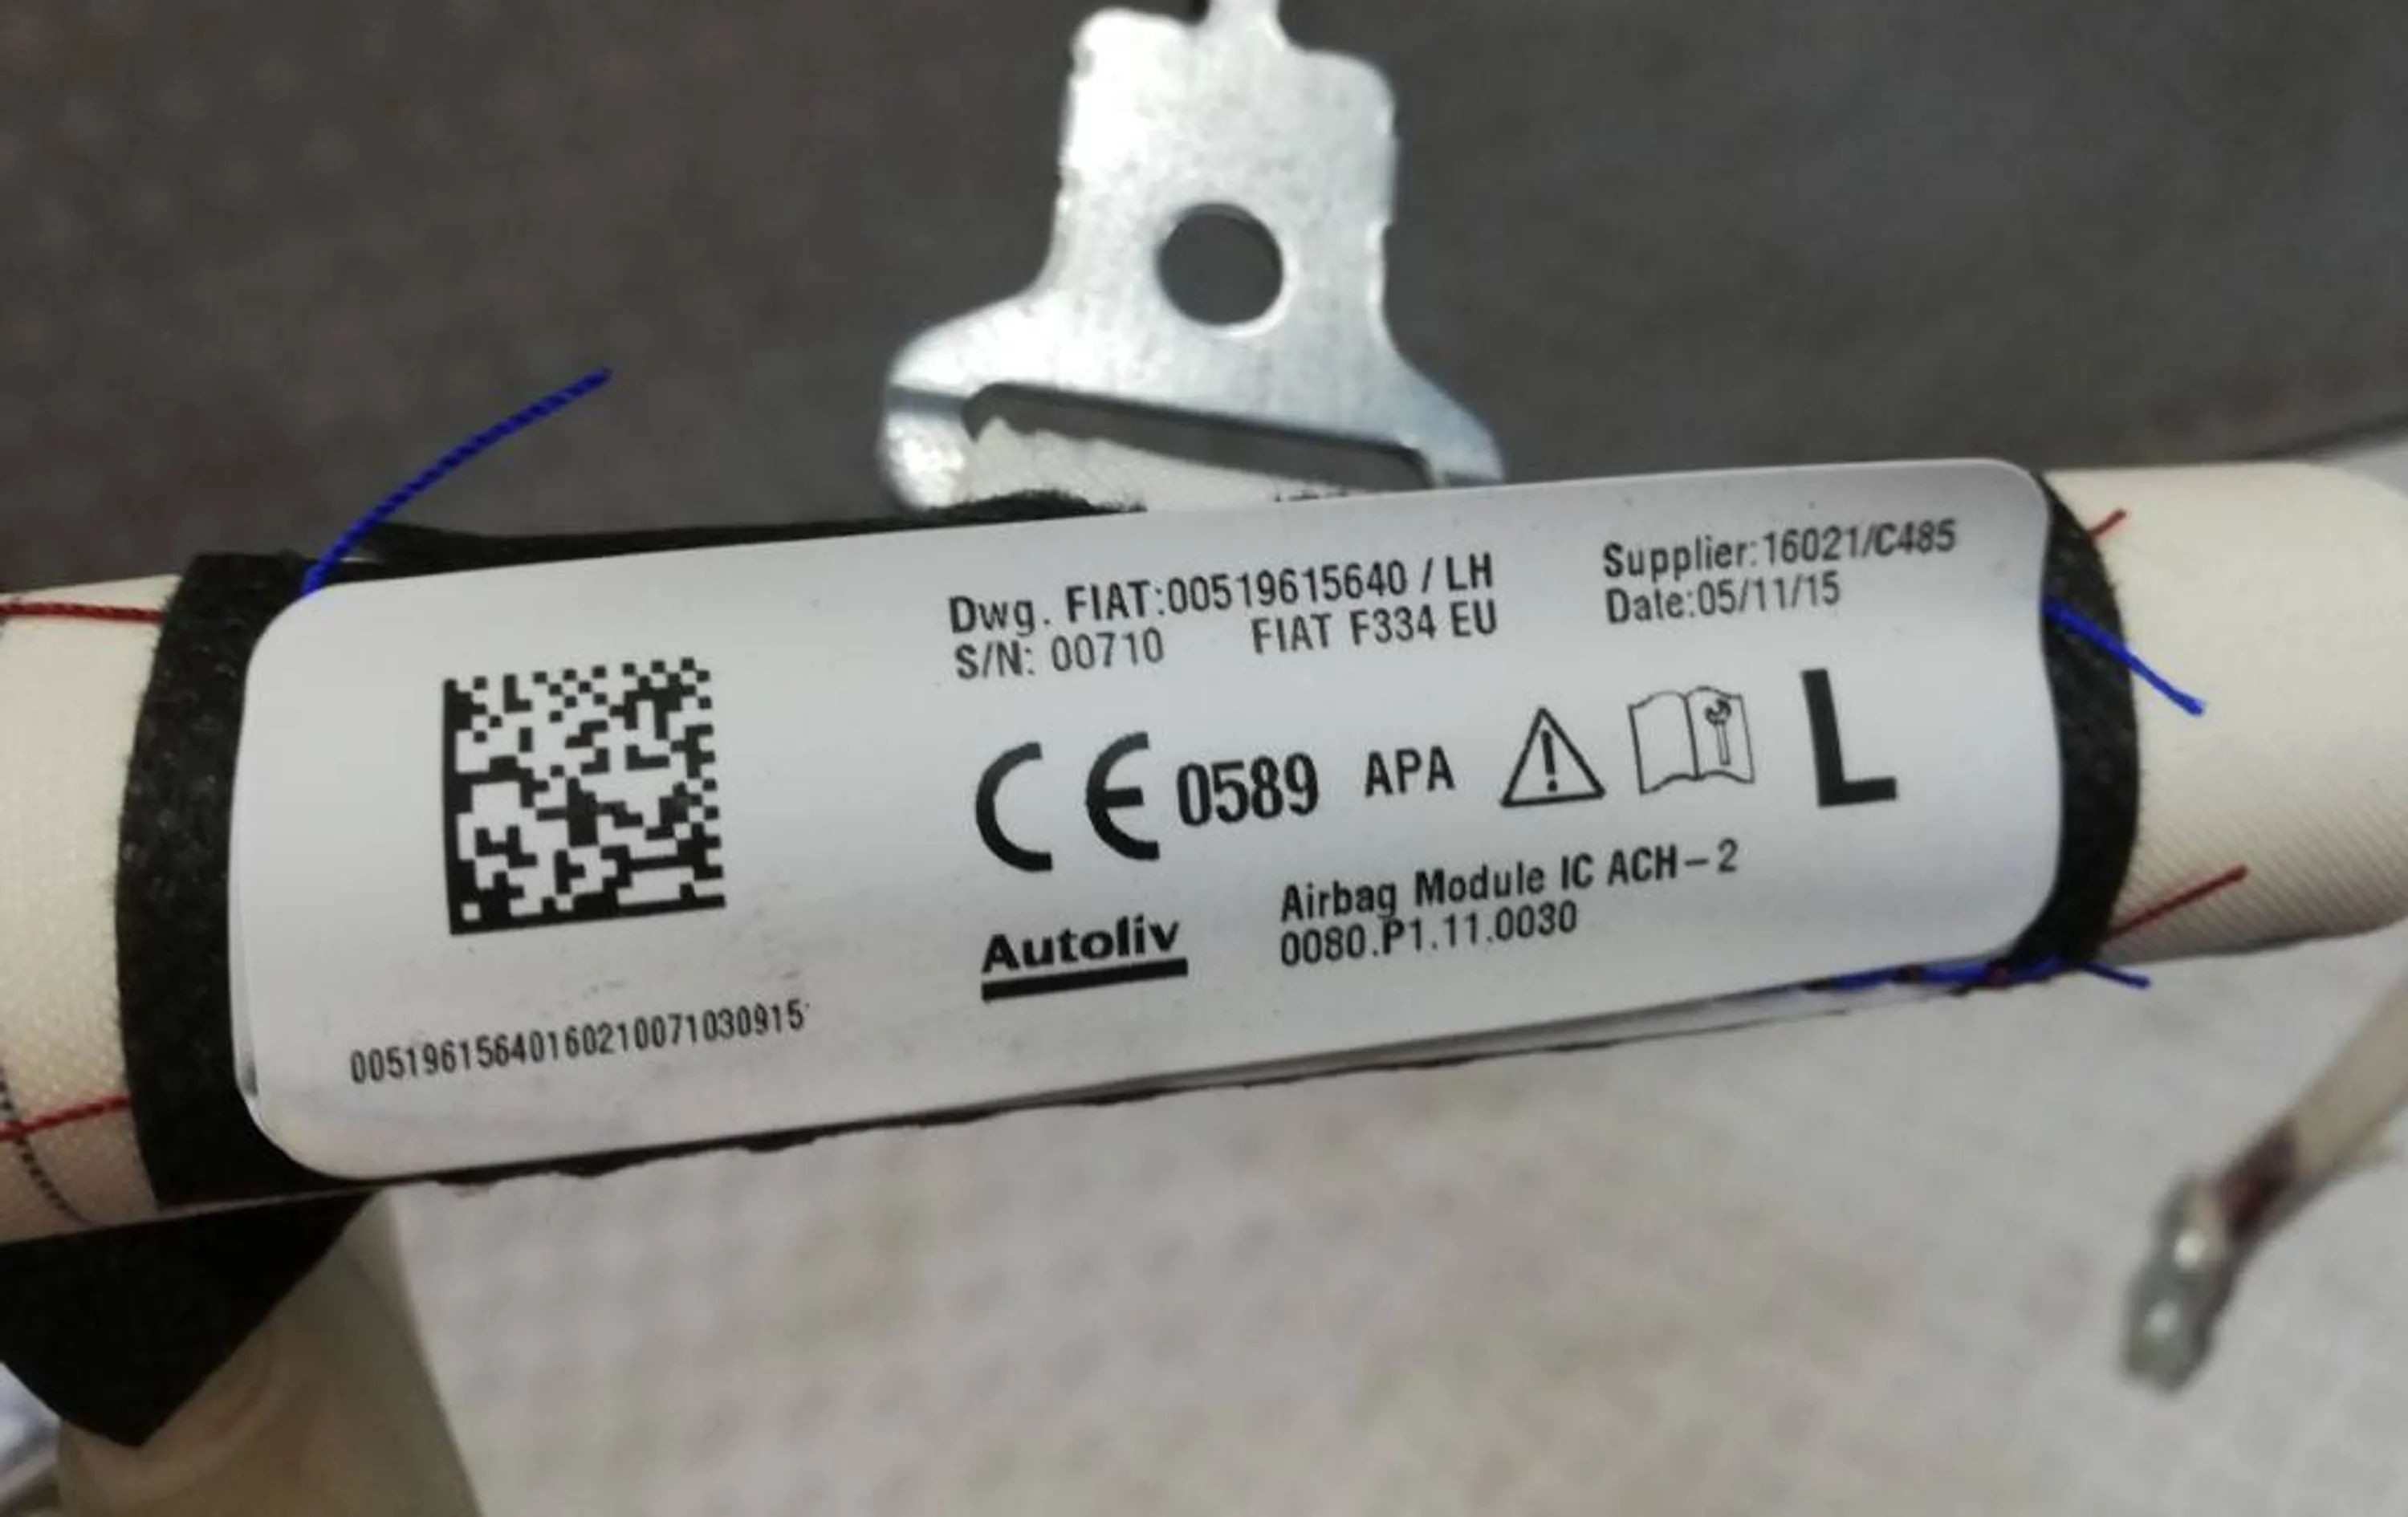 Dwg. FIAT:00519615640 / LH
S/N: 00710 FIAT F334 EU
Supplier:16021/C485
Date:05/11/15
CE 0589 APA L
Autoliv
Airbag Module IC ACH-2
0080.P1.11.0030
00519615640160210071030915